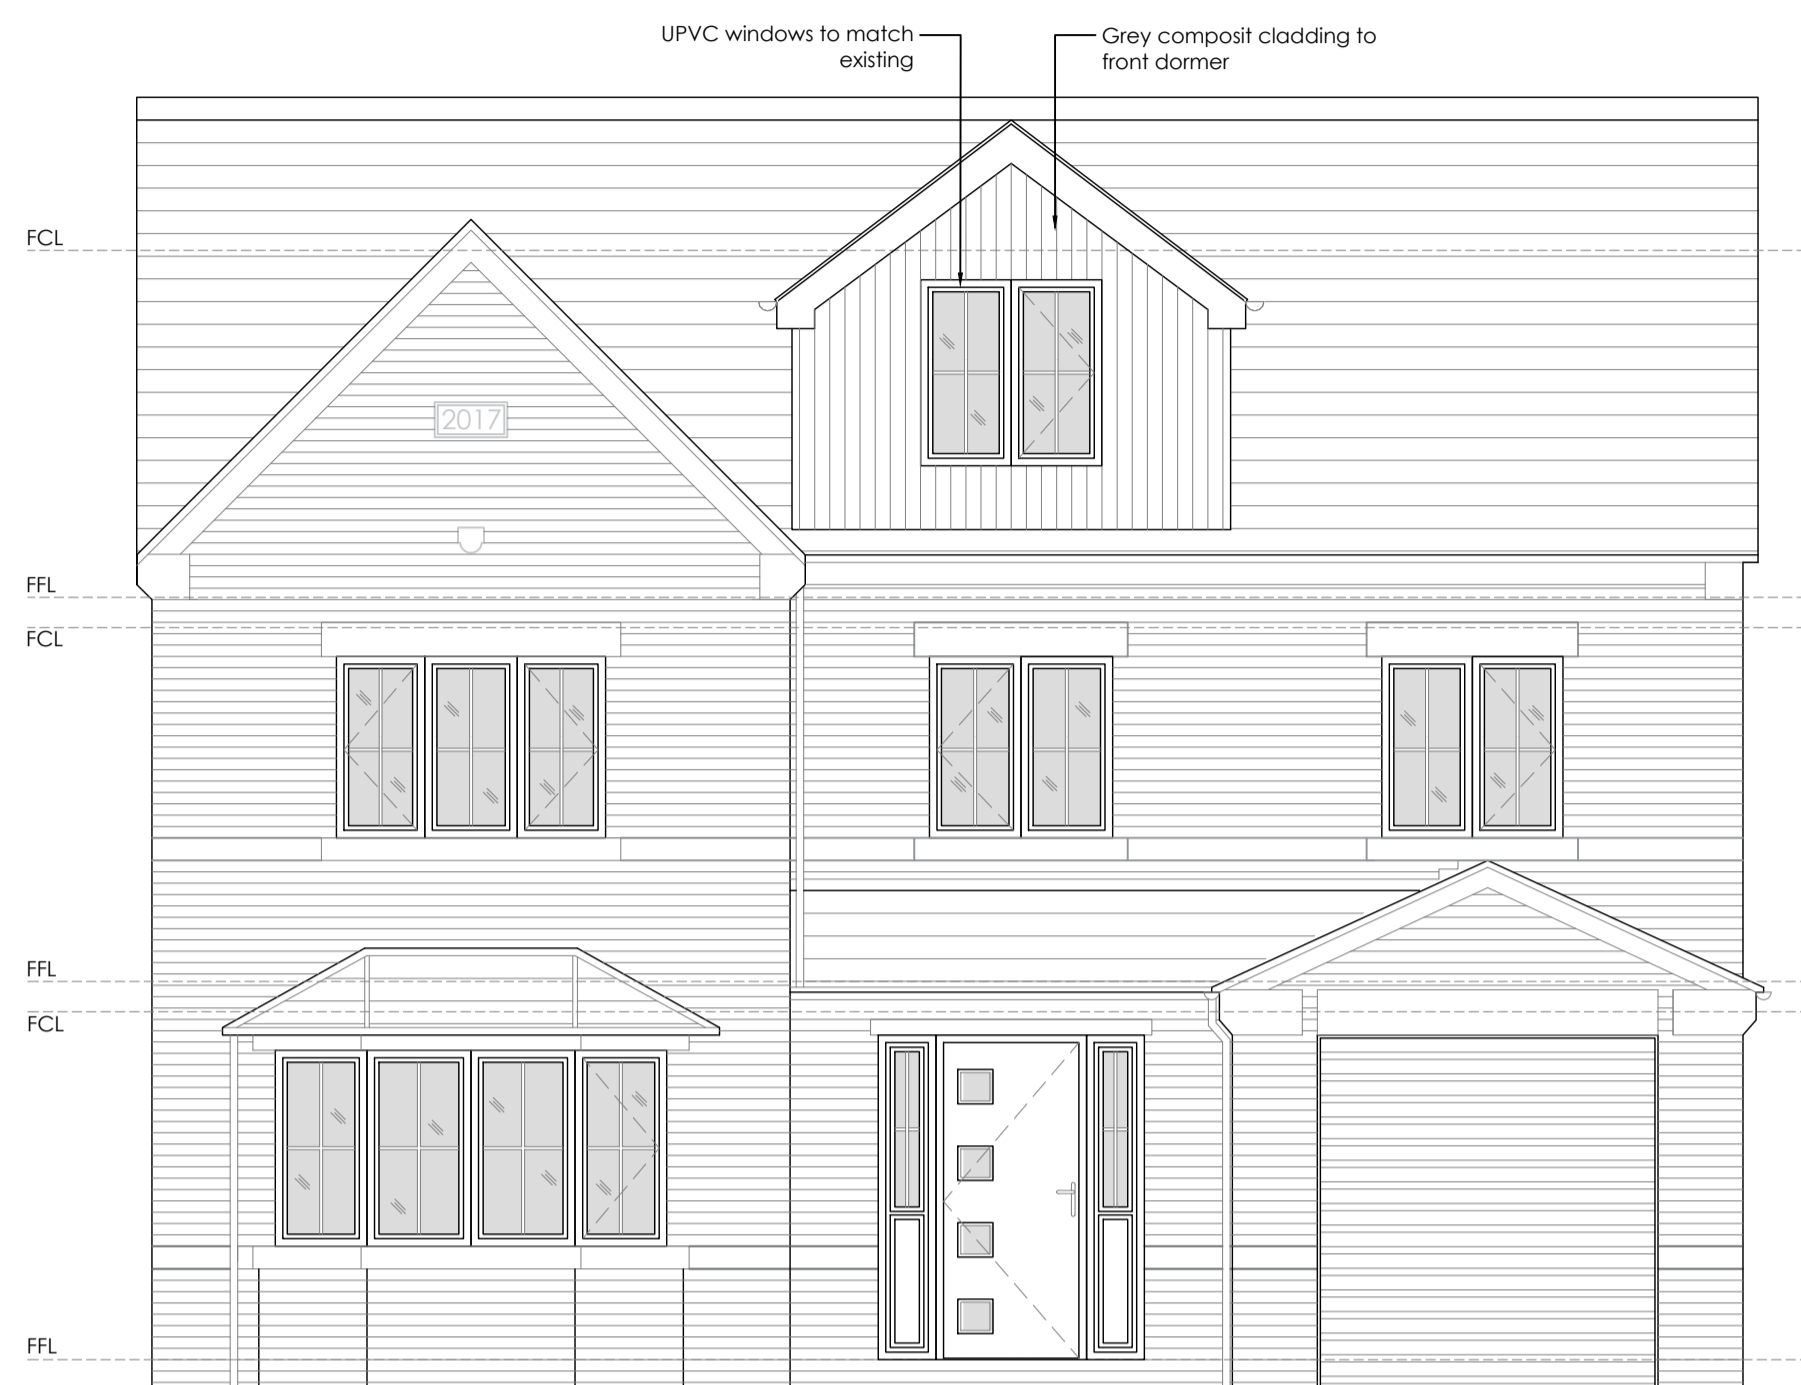 UPVC windows to match
existing
Grey composit cladding to
front dormer
FCL
2017
FFL
FCL
FFL
FCL
FFL